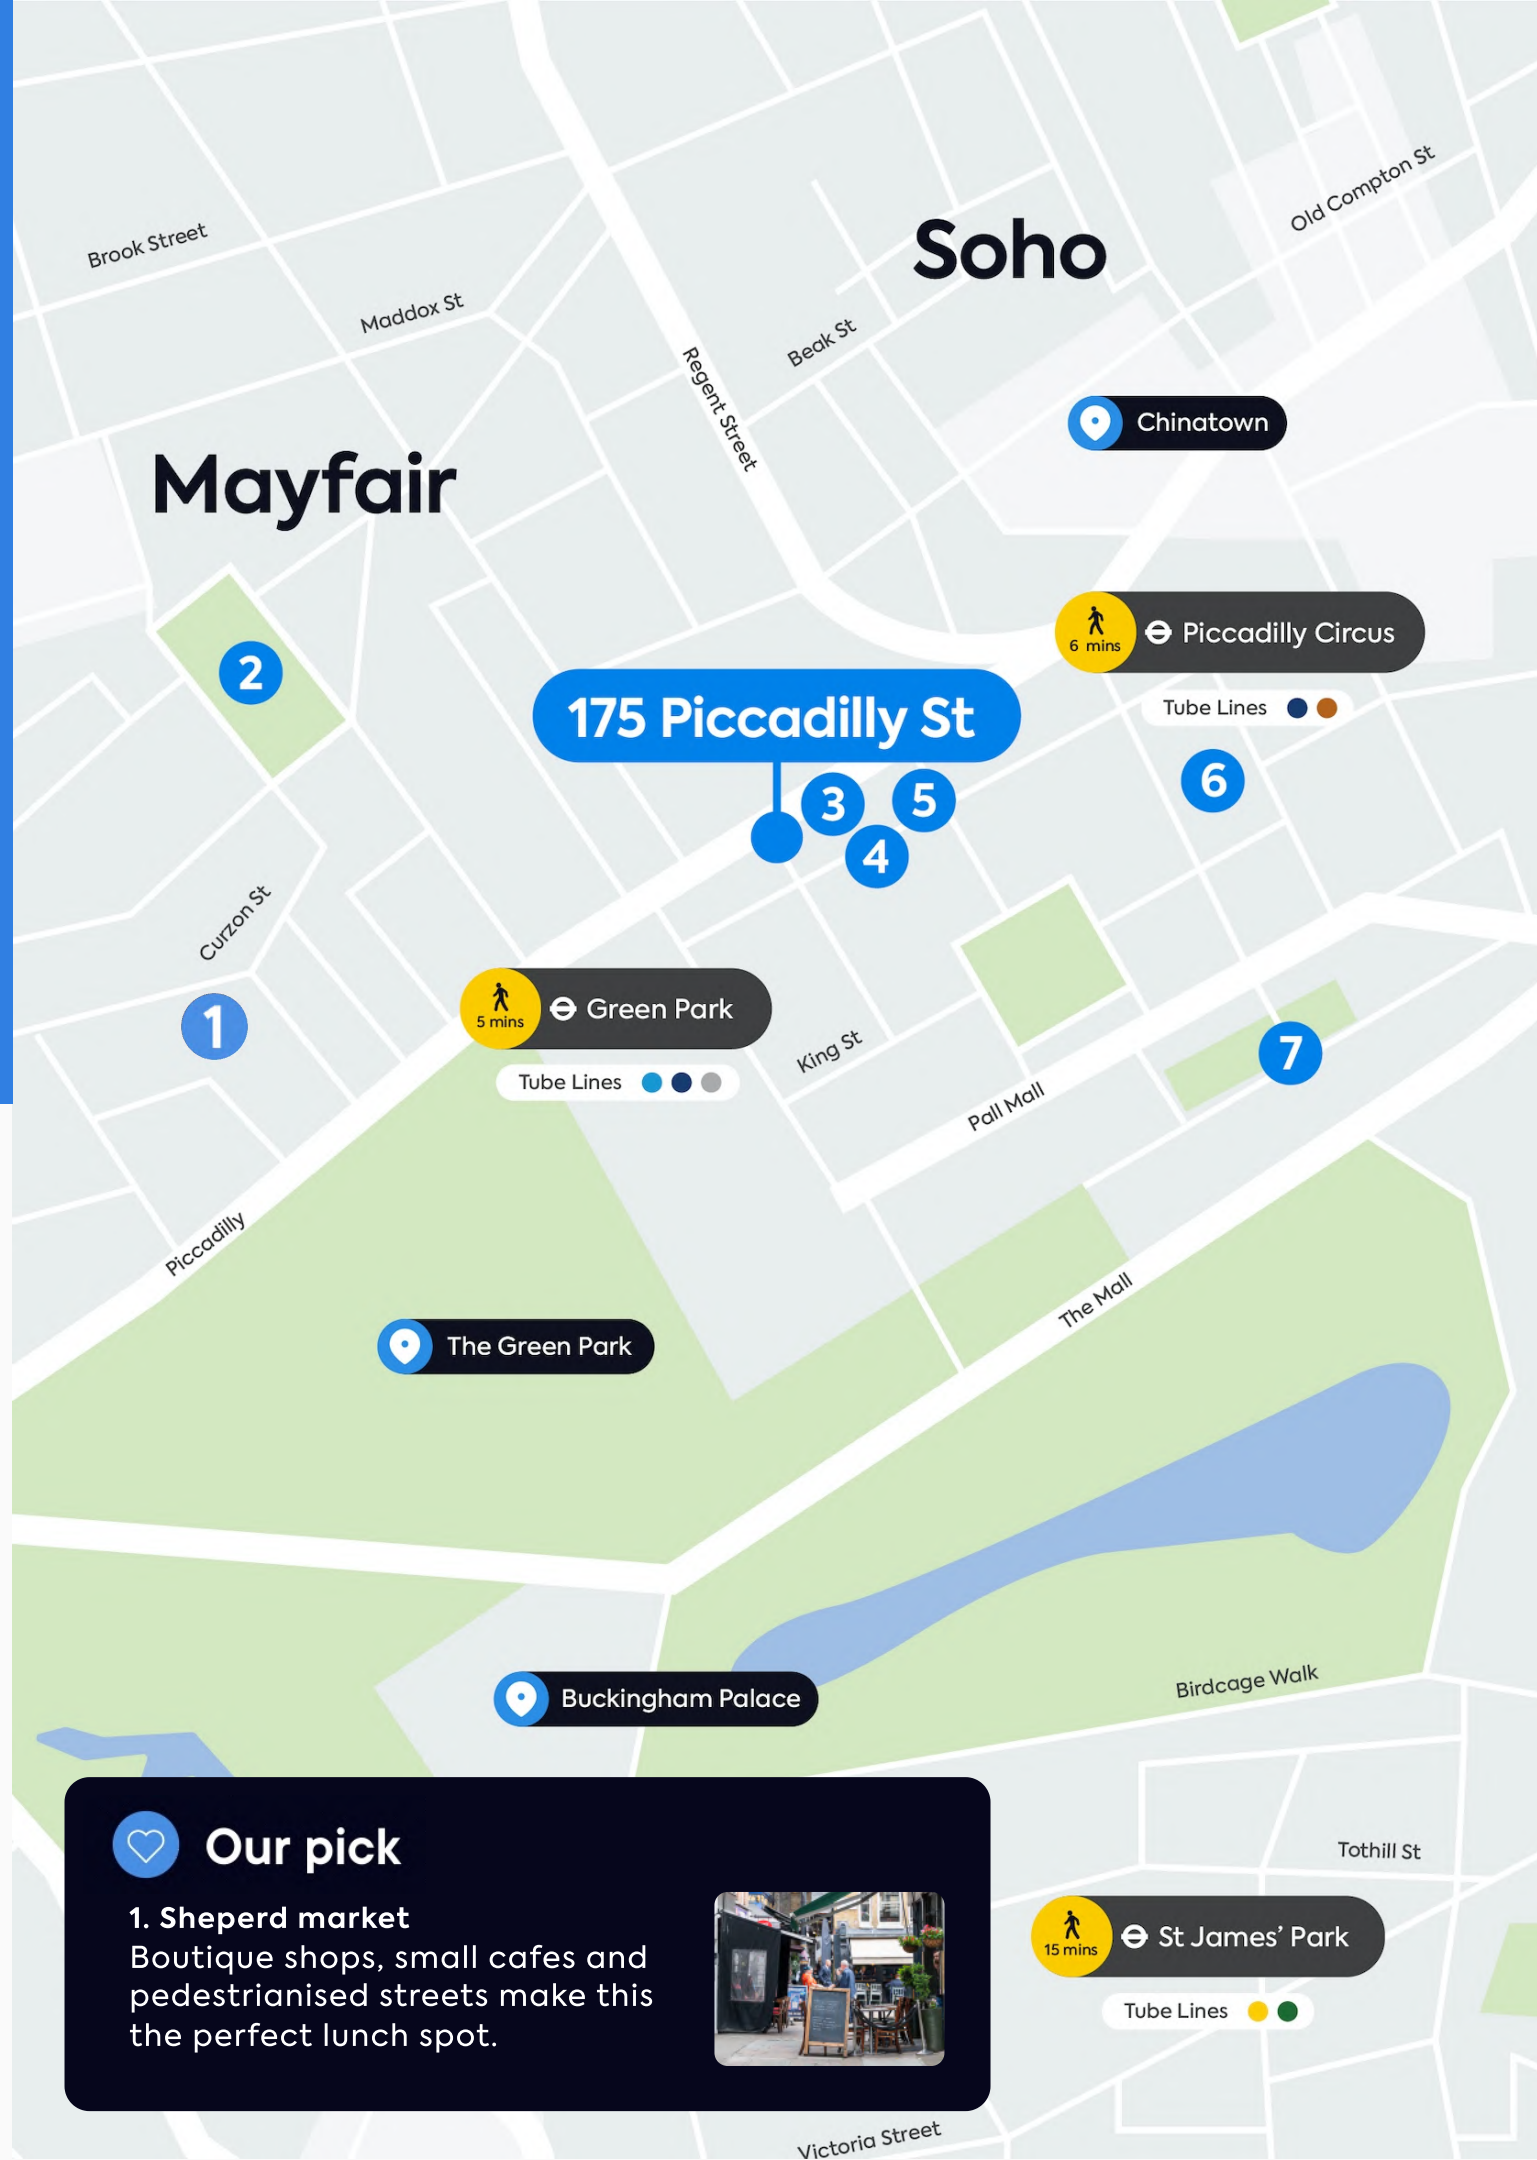 Old Compton St
Brook Street
Soho
Maddox St
Beak St
Regent Street
Chinatown
Mayfair
6 mins
Piccadilly Circus
2
175 Piccadilly St
Tube Lines
3
5
6
4
Curzon St
1
5 mins
Green Park
King St
7
Tube Lines
Pall Mall
Piccadilly
The Mall
The Green Park
Birdcage Walk
Buckingham Palace
Our pick
Tothill St
1. Sheperd market
15 mins
St James’ Park
Boutique shops, small cafes and
pedestrianised streets make this
the perfect lunch spot.
Tube Lines
Victoria Street